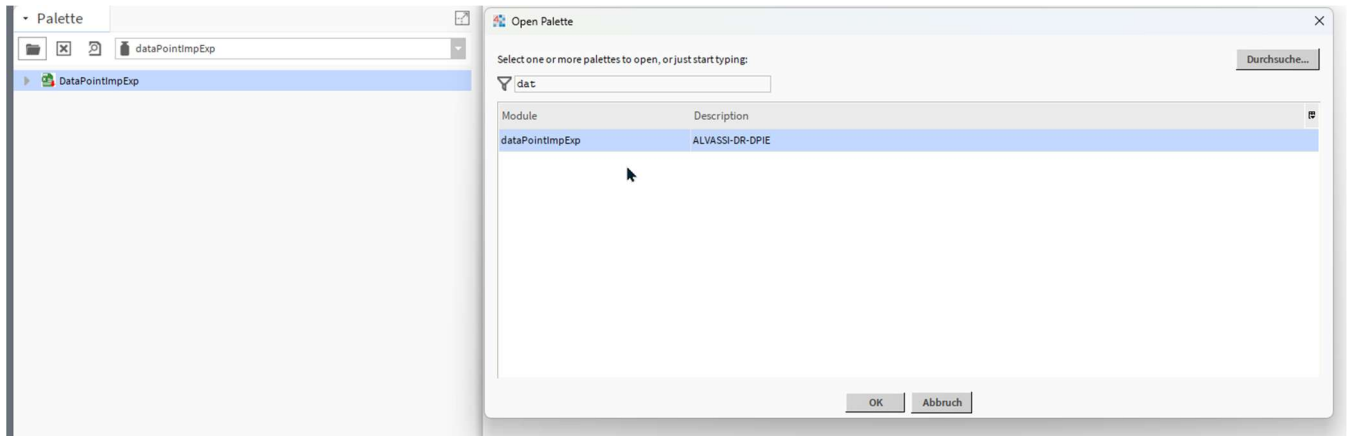 Palette
dataPointImpExp
DataPointImpExp
Open Palette
Select one or more palettes to open, or just start typing:
Durchsuche...
dat
Module Description
dataPointImpExp ALVASSI-DR-DPIE
OK Abbruch